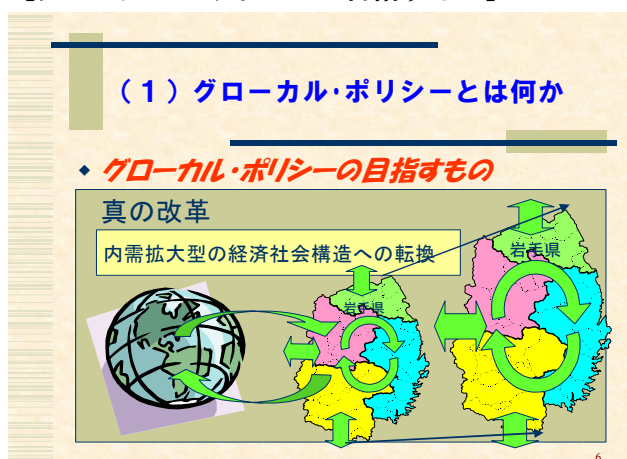 (1)グローカル・ポリシーとは何か
グローカル・ポリシーの目指すもの
真の改革
内需拡大型の経済社会構造への転換
岩手県
岩手県
6